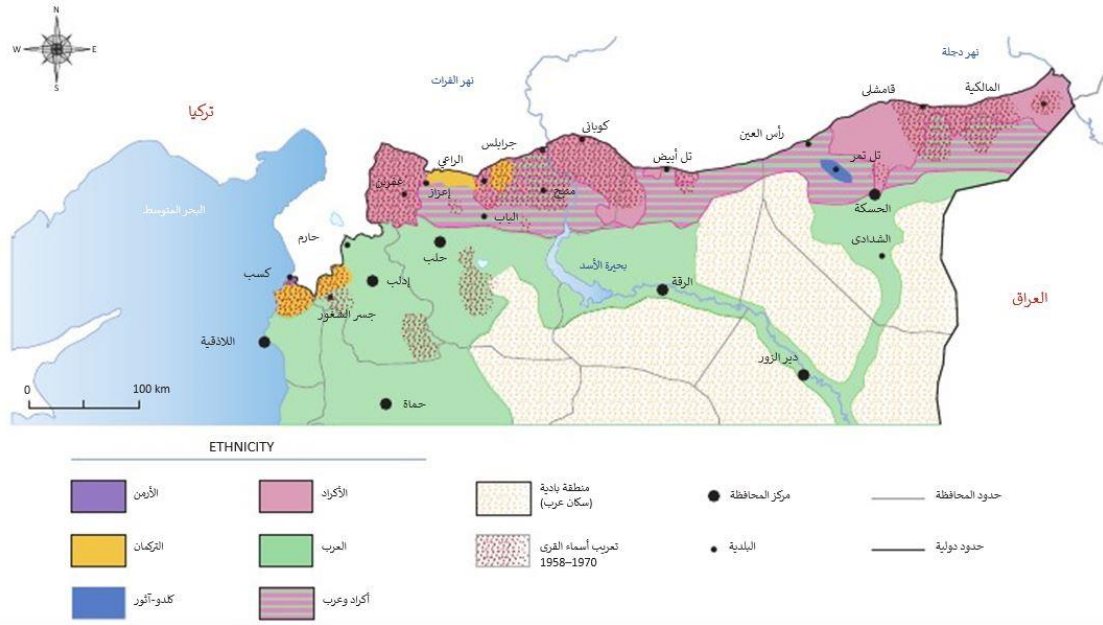 N
W
E
S
نهر دجلة
نهر الفرات
تركيا
المالكية
قامشلى
كوباني
رأس العين
جرابلس
تل أبيض
الراعي
تل تمر
عفرين
إعزاز
منبج
الحسكة
الباب
البحر المتوسط
حارم
حلب
الشدادى
كسب
إدلب
بحيرة الأسد
الرقة
العراق
جسر الشغور
اللاذقية
دير الزور
0
100 km
حماة
ETHNICITY
الأرمن
الأكراد
منطقة بادية
(سكان عرب)
مركز المحافظة
حدود المحافظة
التركمان
العرب
تعريب أسماء القرى
1958–1970
البلدية
حدود دولية
كلدو-آثور
أكراد وعرب